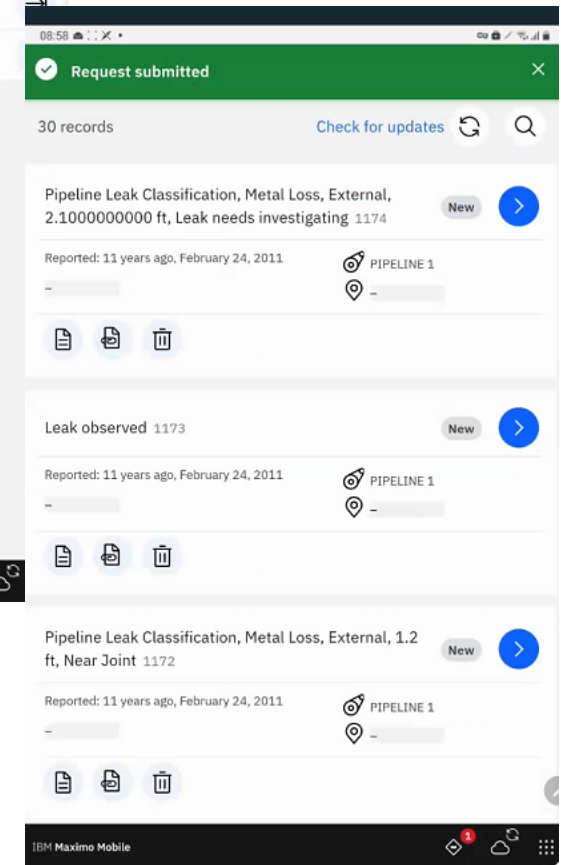 08:58
Request submitted
30 records
Check for updates
Pipeline Leak Classification, Metal Loss, External,
2.1000000000 ft, Leak needs investigating 1174
New
Reported: 11 years ago, February 24, 2011
PIPELINE 1
–
–
Leak observed 1173
New
Reported: 11 years ago, February 24, 2011
PIPELINE 1
–
–
Pipeline Leak Classification, Metal Loss, External, 1.2
ft, Near Joint 1172
New
Reported: 11 years ago, February 24, 2011
PIPELINE 1
–
–
IBM Maximo Mobile
1